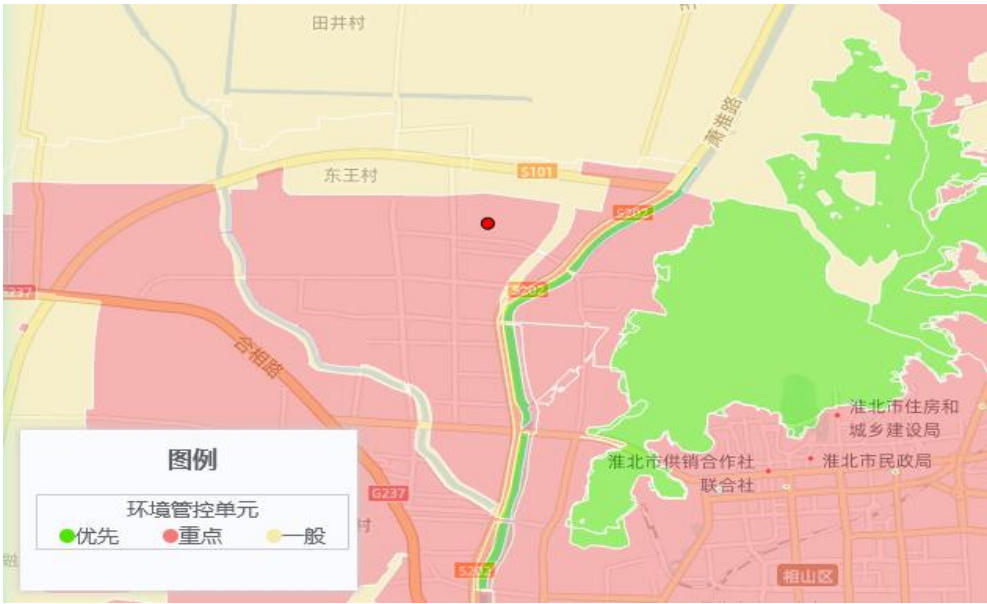 田井村
萧淮路
S101
东王村
S202
S202
G237
合相路
淮北市住房和
城乡建设局
淮北市供销合作社
联合社
淮北市民政局
G237
村
S202
相山区
图例
环境管控单元
优先
重点
一般
融